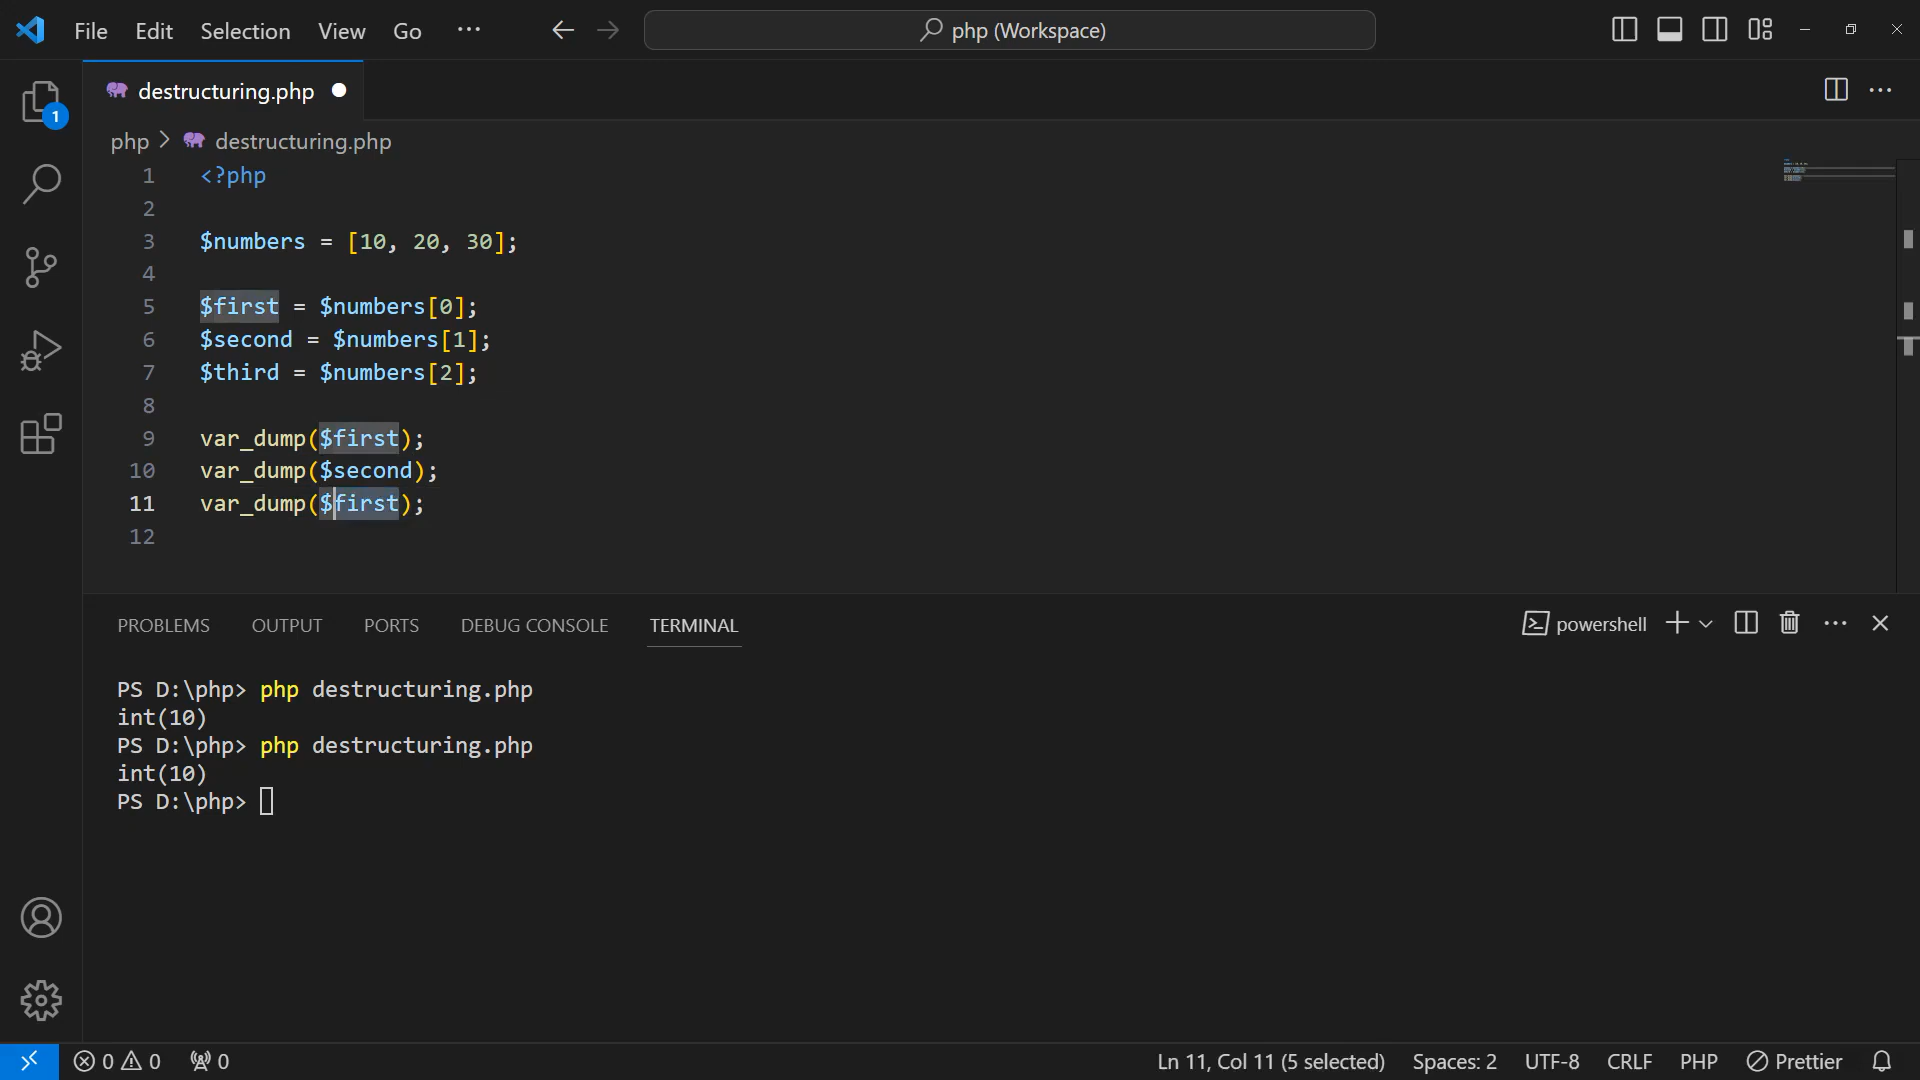 File Edit Selection View Go ··· php (Workspace)
destructuring.php
1
php > destructuring.php
1 <?php
2
3 $numbers = [10, 20, 30];
4
5 $first = $numbers[0];
6 $second = $numbers[1];
7 $third = $numbers[2];
8
9 var_dump($first);
10 var_dump($second);
11 var_dump($first);
12
PROBLEMS OUTPUT PORTS DEBUG CONSOLE TERMINAL powershell
PS D:\php> php destructuring.php
int(10)
PS D:\php> php destructuring.php
int(10)
PS D:\php>
0 0 0 Ln 11, Col 11 (5 selected) Spaces: 2 UTF-8 CRLF PHP Prettier